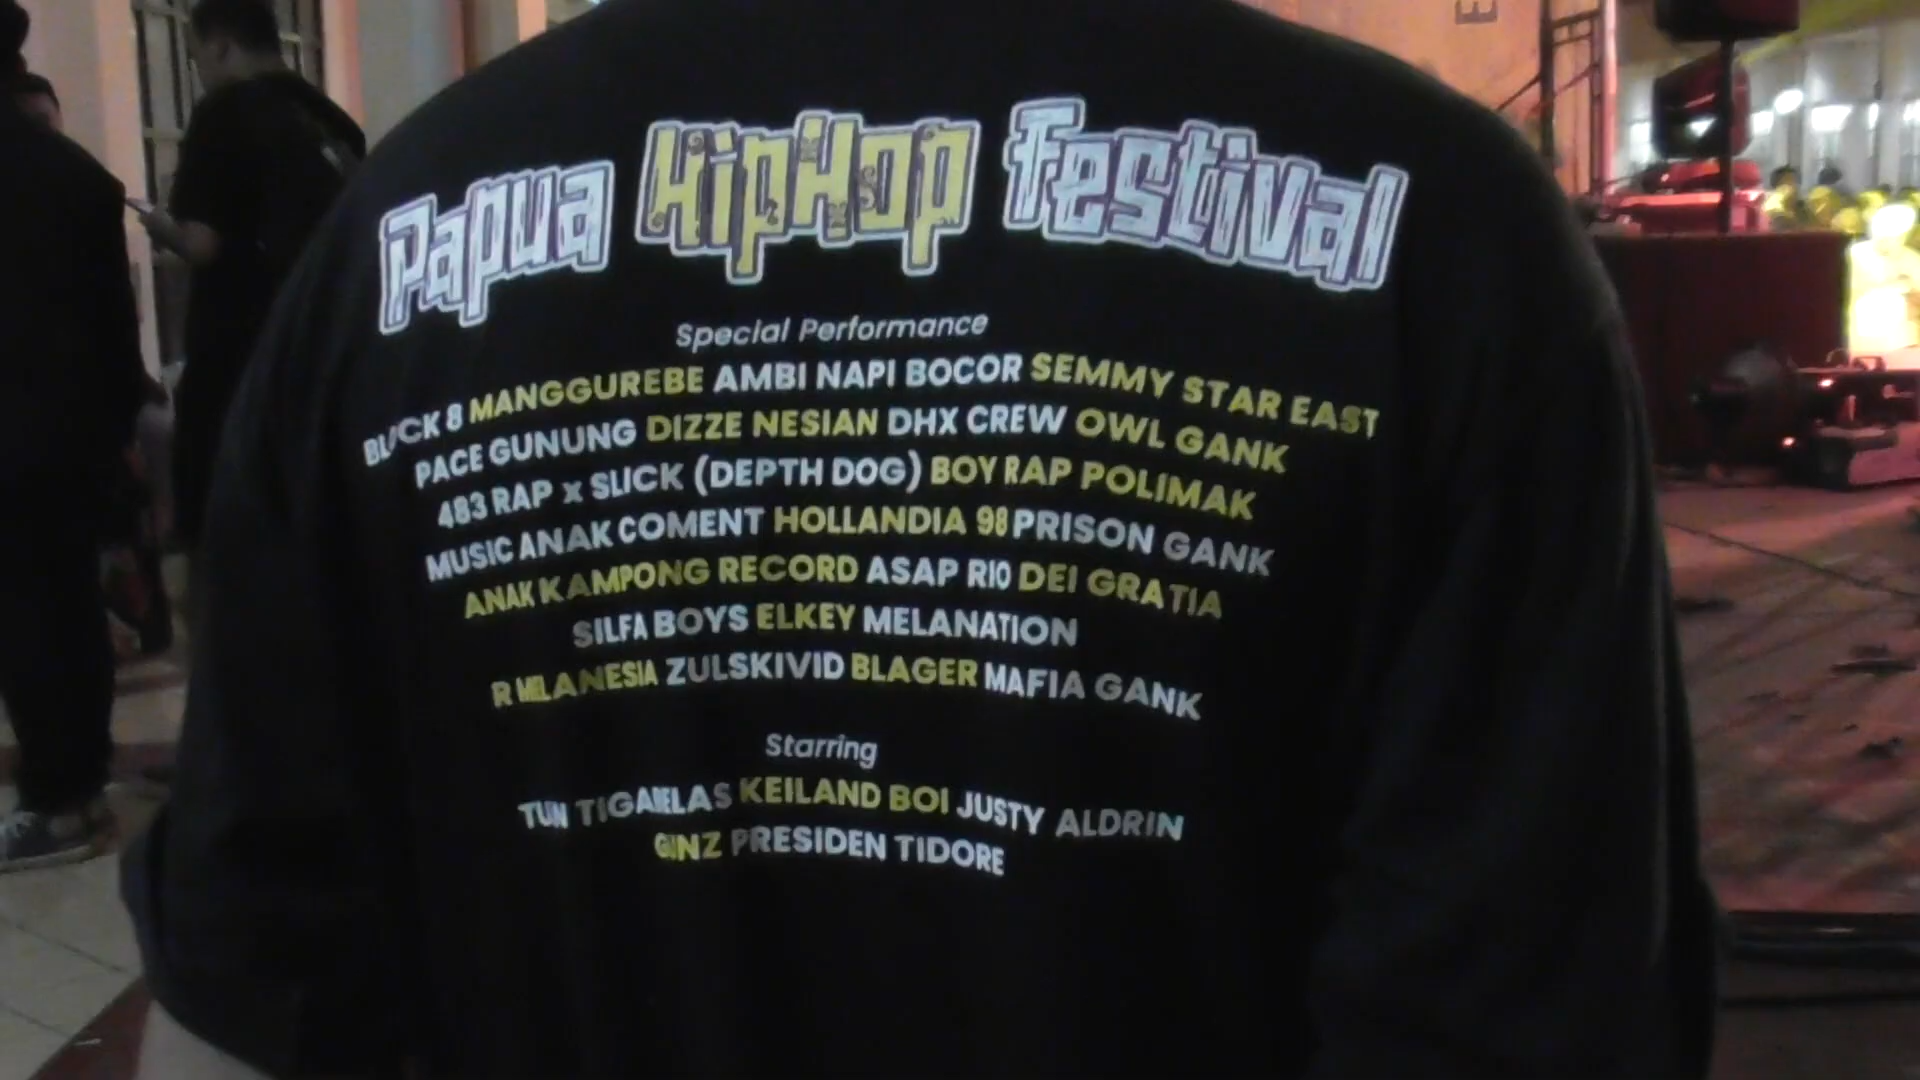 Papua HipHop Festival
Special Performance
BLOCK 8 MANGGUREBE AMBI NAPI BOCOR SEMMY STAR EAST
PACE GUNUNG DIZZE NESIAN DHX CREW OWL GANK
483 RAP x SLICK (DEPTH DOG) BOY RAP POLIMAK
MUSIC ANAK COMENT HOLLANDIA 98 PRISON GANK
ANAK KAMPONG RECORD ASAP RIO DEI GRATIA
SILFA BOYS ELKEY MELANATION
R MELANESIA ZULSKIVID BLAGER MAFIA GANK
Starring
TUN TIGABELAS KEILAND BOI JUSTY ALDRIN
GINZ PRESIDEN TIDORE